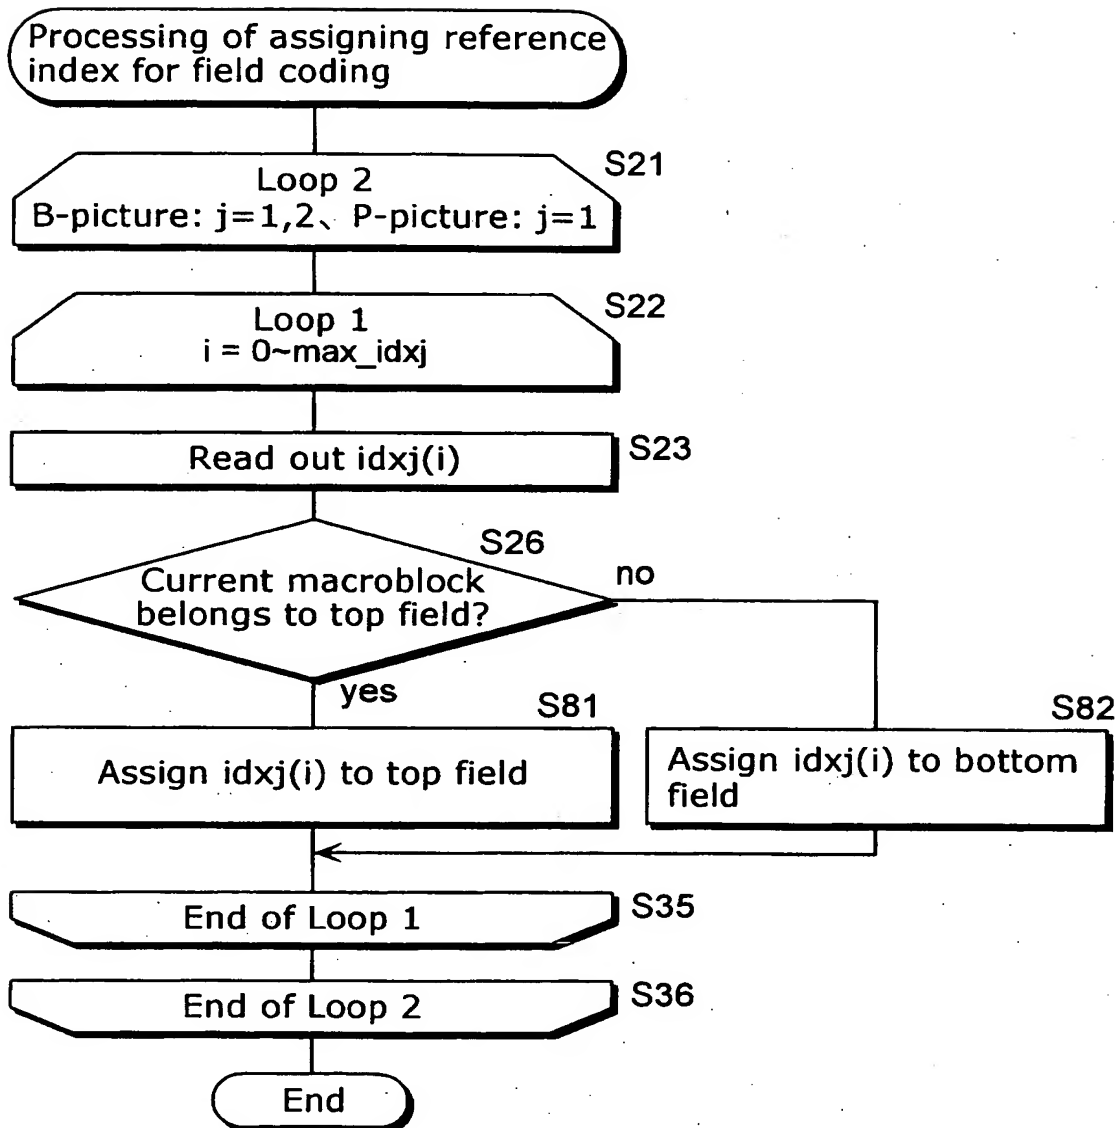 Processing of assigning reference
index for field coding
S21
Loop 2
B-picture: j=1,2、 P-picture: j=1
S22
Loop 1
i = 0~max_idxj
Read out idxj(i)
S23
S26
Current macroblock
belongs to top field?
no
yes
S81
Assign idxj(i) to top field
S82
Assign idxj(i) to bottom
field
End of Loop 1
S35
End of Loop 2
S36
End